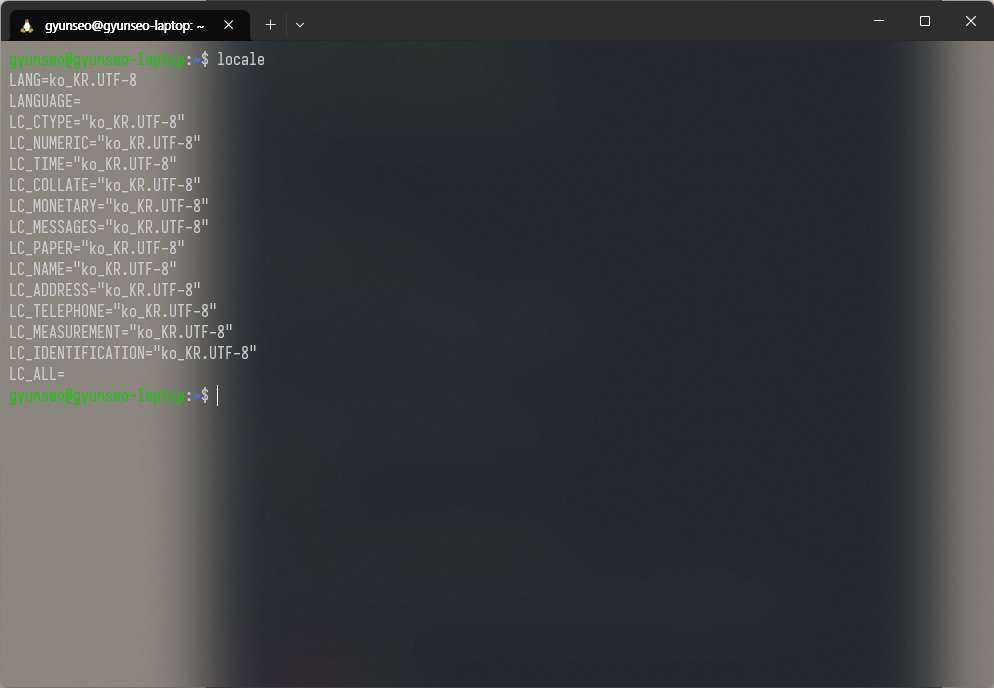 gyunseo@gyunseo-laptop: ~
gyunseo@gyunseo-laptop:~$ locale
LANG=ko_KR.UTF-8
LANGUAGE=
LC_CTYPE="ko_KR.UTF-8"
LC_NUMERIC="ko_KR.UTF-8"
LC_TIME="ko_KR.UTF-8"
LC_COLLATE="ko_KR.UTF-8"
LC_MONETARY="ko_KR.UTF-8"
LC_MESSAGES="ko_KR.UTF-8"
LC_PAPER="ko_KR.UTF-8"
LC_NAME="ko_KR.UTF-8"
LC_ADDRESS="ko_KR.UTF-8"
LC_TELEPHONE="ko_KR.UTF-8"
LC_MEASUREMENT="ko_KR.UTF-8"
LC_IDENTIFICATION="ko_KR.UTF-8"
LC_ALL=
gyunseo@gyunseo-laptop:~$